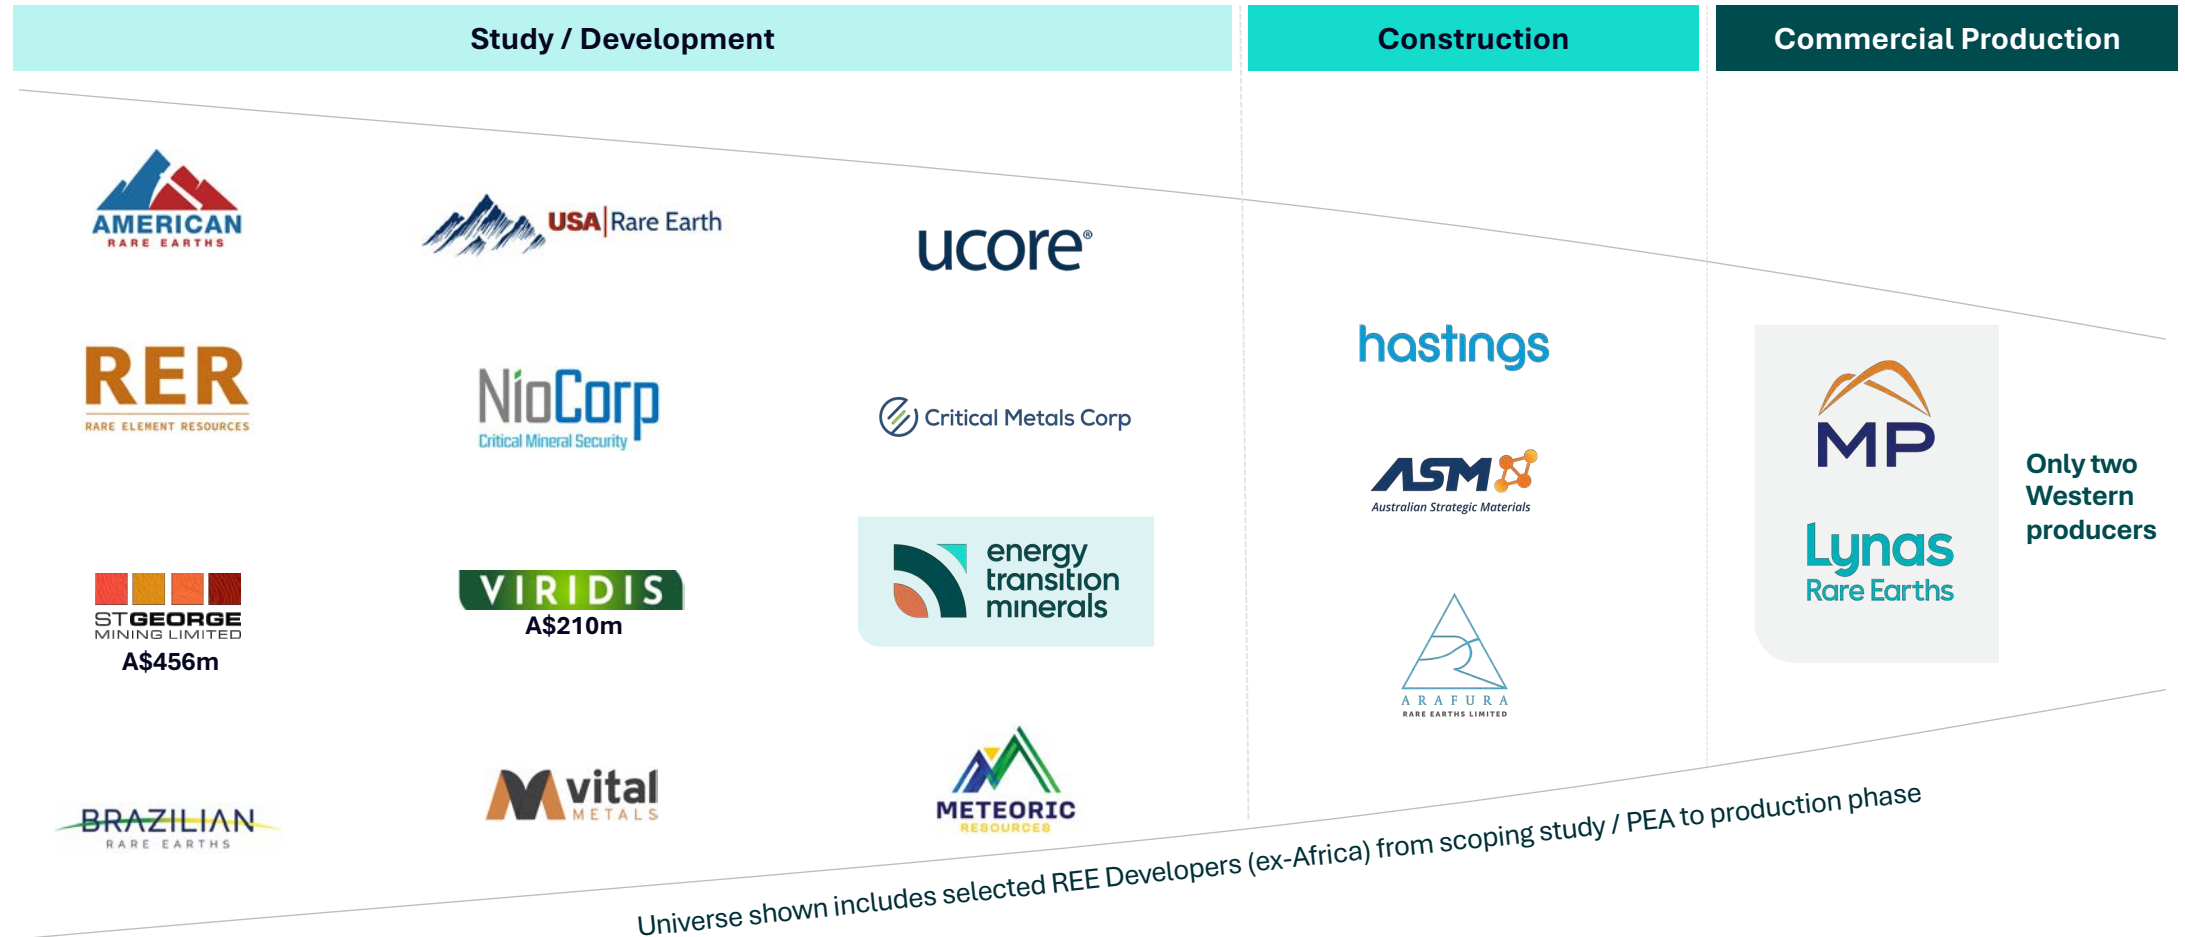 Study / Development
Construction
Commercial Production
AMERICAN
RARE EARTHS
USA|Rare Earth
ucore®
RER
RARE ELEMENT RESOURCES
NioCorp
Critical Mineral Security
Critical Metals Corp
STGEORGE
MINING LIMITED
A$456m
VIRIDIS
A$210m
energy
transition
minerals
BRAZILIAN
RARE EARTHS
vital
METALS
METEORIC
RESOURCES
hastings
ASM
Australian Strategic Materials
ARAFURA
RARE EARTHS LIMITED
MP
Lynas
Rare Earths
Only two
Western
producers
Universe shown includes selected REE Developers (ex-Africa) from scoping study / PEA to production phase